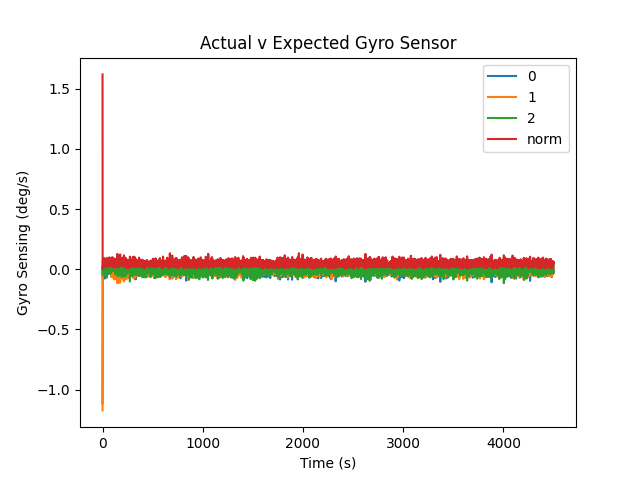 Actual v Expected Gyro Sensor
Gyro Sensing (deg/s)
1.5
1.0
0.5
0.0
−0.5
−1.0
0
1
2
norm
0 1000 2000 3000 4000
Time (s)